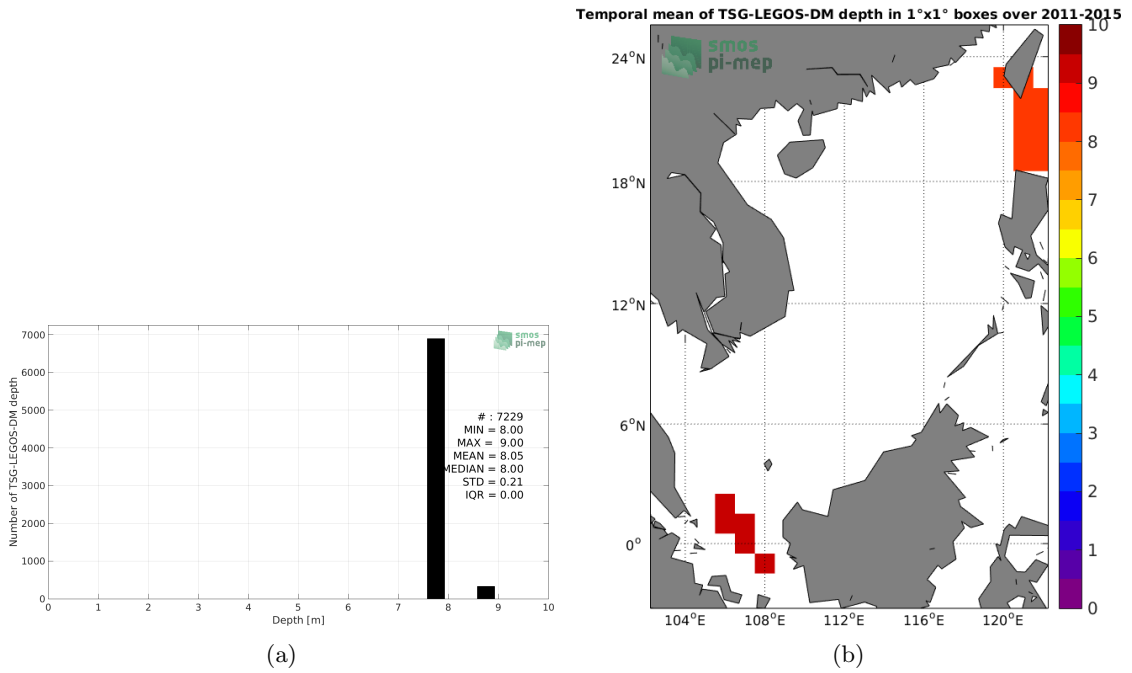 smos
pi-mep
Number of TSG-LEGOS-DM depth
7000
6000
5000
4000
3000
2000
1000
0
# : 7229
MIN = 8.00
MAX = 9.00
MEAN = 8.05
MEDIAN = 8.00
STD = 0.21
IQR = 0.00
0 1 2 3 4 5 6 7 8 9 10
Depth [m]
(a)
Temporal mean of TSG-LEGOS-DM depth in 1°x1° boxes over 2011-2015
smos
pi-mep
24°N
18°N
12°N
6°N
0°
104°E 108°E 112°E 116°E 120°E
10
9
8
7
6
5
4
3
2
1
0
(b)